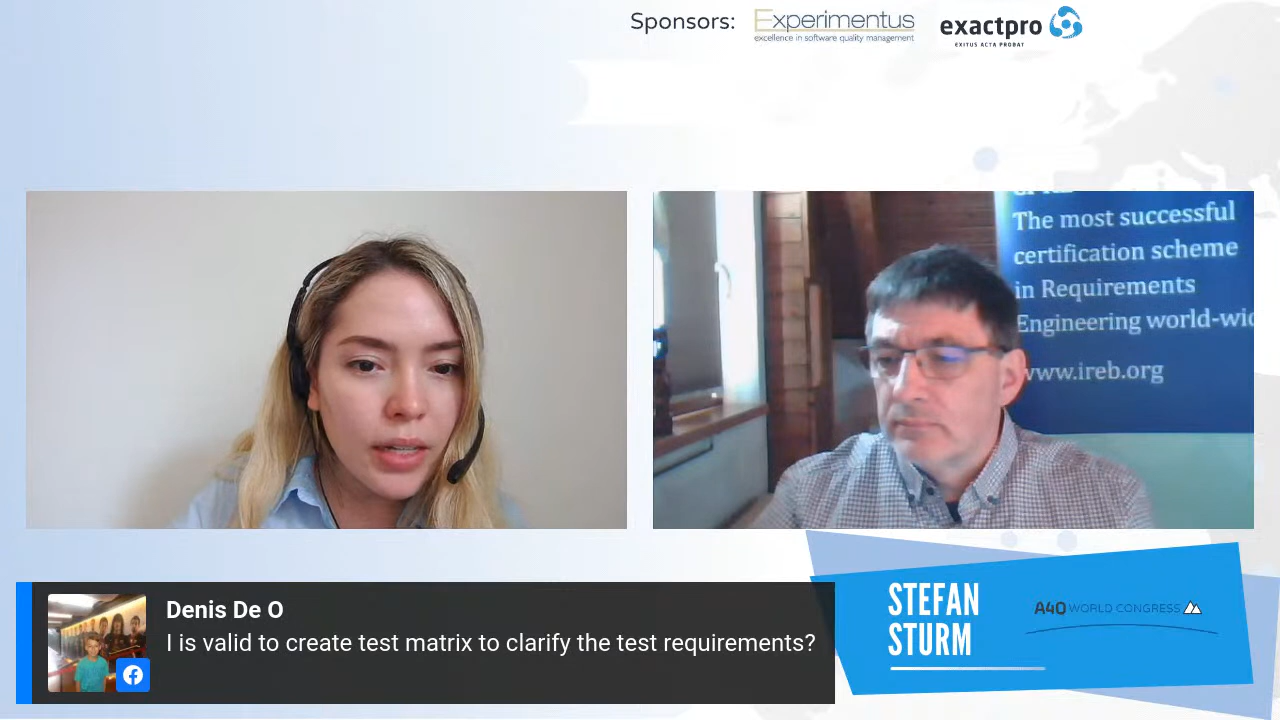 Sponsors:
Experimentus
excellence in software quality management
exactpro
EXITUS ACTA PROBAT
The most successful
certification scheme
in Requirements
Engineering world-wid
www.ireb.org
Denis De O
I is valid to create test matrix to clarify the test requirements?
STEFAN
STURM
A4Q WORLD CONGRESS